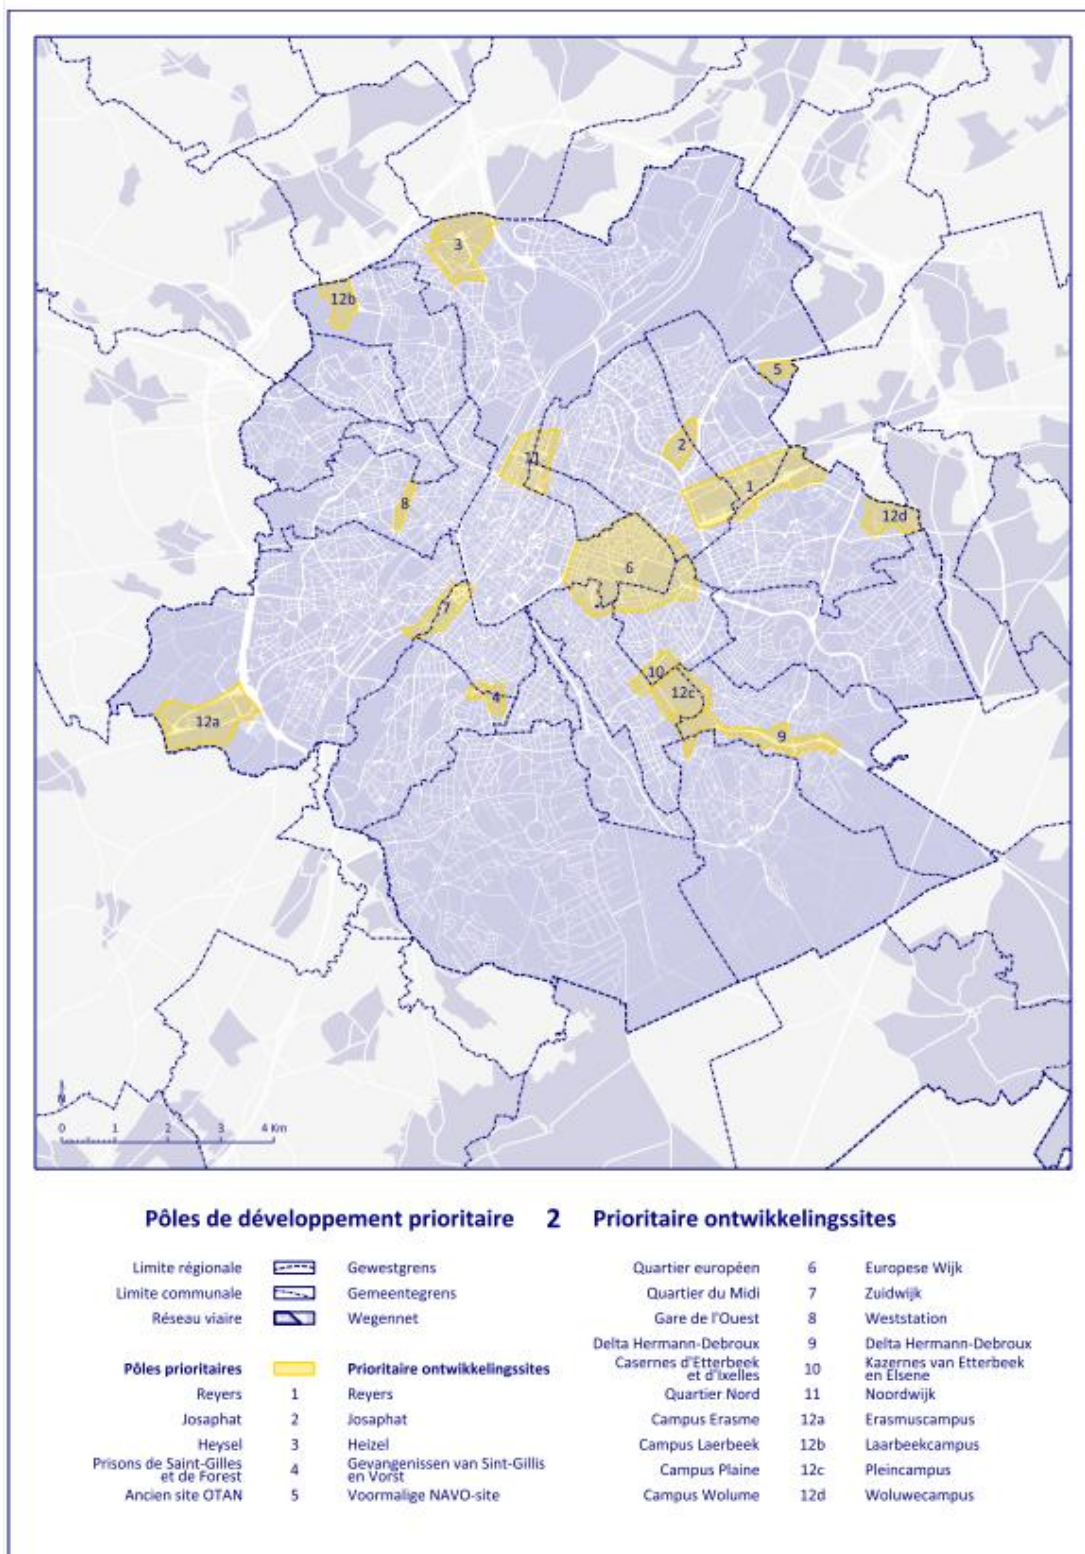 3
12b
5
2
11
1
8
12d
6
7
10
12c
4
12a
9
N
0 1 2 3 4 Km
Pôles de développement prioritaire 2 Prioritaire ontwikkelingssites
Limite régionale Gewestgrens
Limite communale Gemeentegrens
Réseau viaire Wegennet
Pôles prioritaires Prioritaire ontwikkelingssites
Reyers 1 Reyers
Josaphat 2 Josaphat
Heysel 3 Heizel
Prisons de Saint-Gilles
et de Forest 4 Gevangenissen van Sint-Gillis
en Vorst
Ancien site OTAN 5 Voormalige NAVO-site
Quartier européen 6 Europese Wijk
Quartier du Midi 7 Zuidwijk
Gare de l'Ouest 8 Weststation
Delta Hermann-Debroux 9 Delta Hermann-Debroux
Casernes d'Etterbeek
et d'Ixelles 10 Kazernes van Etterbeek
en Elsene
Quartier Nord 11 Noordwijk
Campus Erasme 12a Erasmuscampus
Campus Laerbeek 12b Laarbeekcampus
Campus Plaine 12c Pleincampus
Campus Wolume 12d Woluwecampus